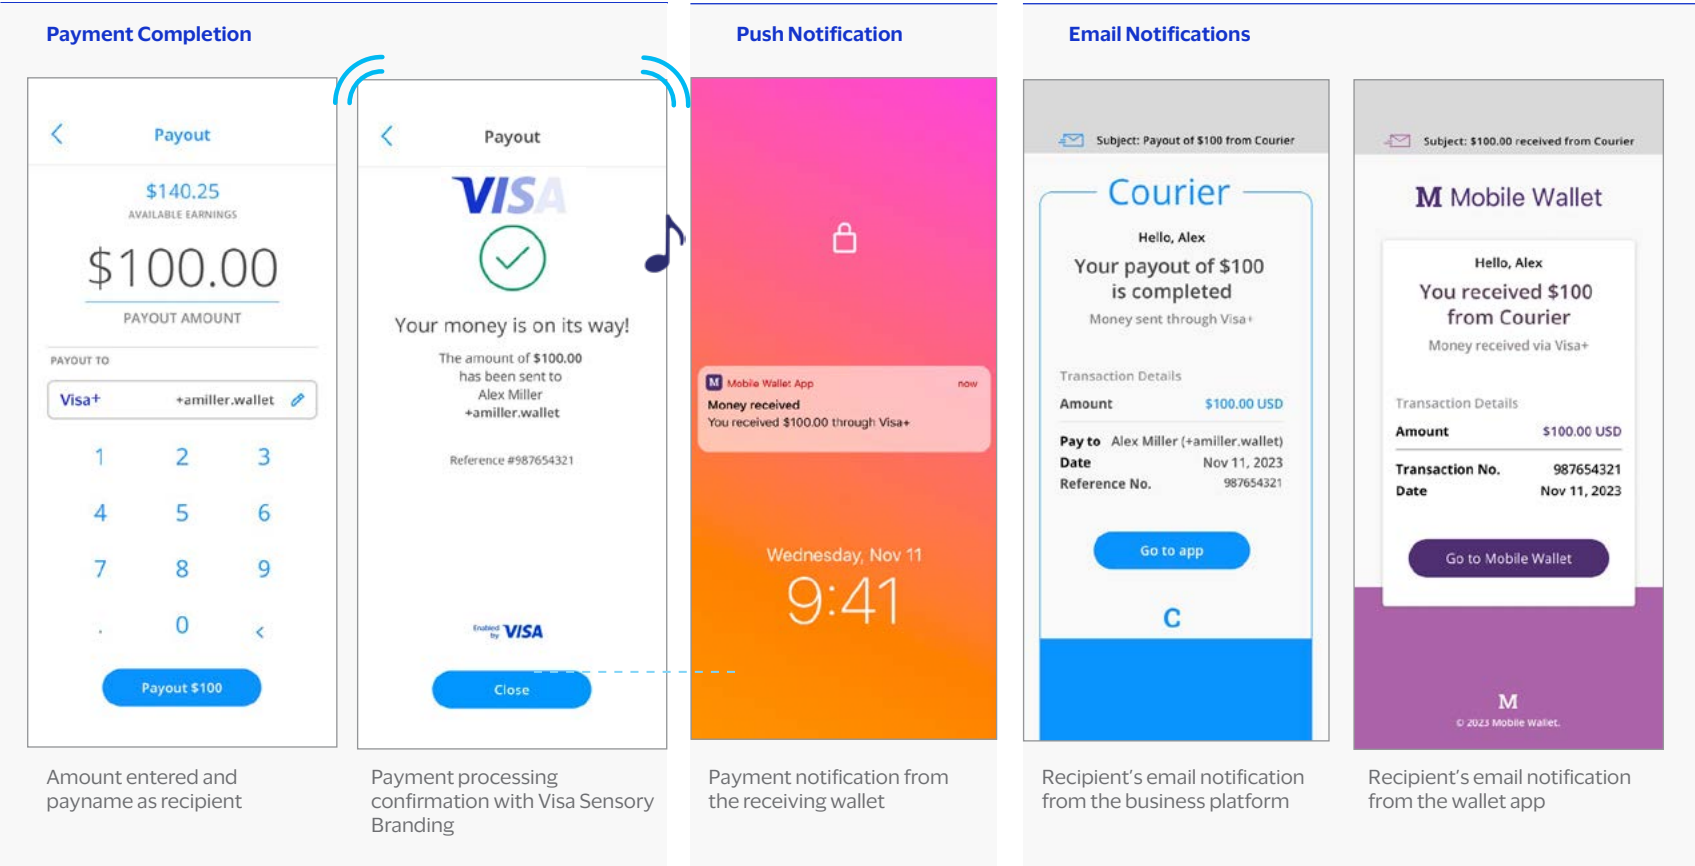 Payment Completion
Payout
$140.25
AVAILABLE EARNINGS
$100.00
PAYOUT AMOUNT
PAYOUT TO
Visa+ +amiller.wallet
1 2 3
4 5 6
7 8 9
. 0 <
Payout $100
Amount entered and
payname as recipient
Payout
VISA
Your money is on its way!
The amount of $100.00
has been sent to
Alex Miller
+amiller.wallet
Reference #987654321
Enabled
by VISA
Close
Payment processing
confirmation with Visa Sensory
Branding
Push Notification
M Mobile Wallet App now
Money received
You received $100.00 through Visa+
Wednesday, Nov 11
9:41
Payment notification from
the receiving wallet
Email Notifications
Subject: Payout of $100 from Courier
Courier
Hello, Alex
Your payout of $100
is completed
Money sent through Visa+
Transaction Details
Amount $100.00 USD
Pay to Alex Miller (+amiller.wallet)
Date Nov 11, 2023
Reference No. 987654321
Go to app
C
Recipient's email notification
from the business platform
Subject: $100.00 received from Courier
M Mobile Wallet
Hello, Alex
You received $100
from Courier
Money received via Visa+
Transaction Details
Amount $100.00 USD
Transaction No. 987654321
Date Nov 11, 2023
Go to Mobile Wallet
M
© 2023 Mobile Wallet.
Recipient's email notification
from the wallet app